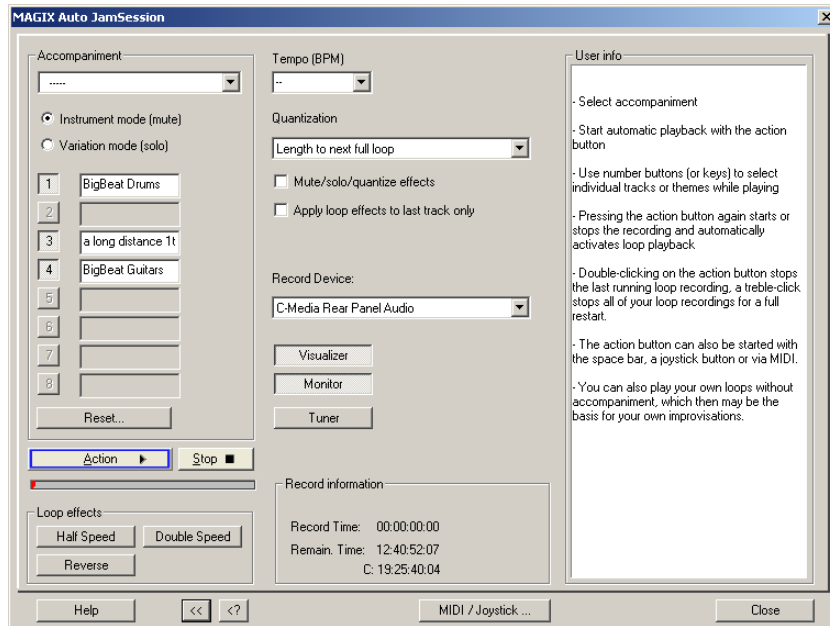 MAGIX Auto JamSession
Accompaniment
-----
Instrument mode (mute)
Variation mode (solo)
1 BigBeat Drums
2
3 a long distance 1t
4 BigBeat Guitars
5
6
7
8
Reset...
Action Stop
Loop effects
Half Speed Double Speed
Reverse
Tempo (BPM)
--
Quantization
Length to next full loop
Mute/solo/quantize effects
Apply loop effects to last track only
Record Device:
C-Media Rear Panel Audio
Visualizer
Monitor
Tuner
Record information
Record Time: 00:00:00:00
Remain. Time: 12:40:52:07
C: 19:25:40:04
User info
- Select accompaniment
- Start automatic playback with the action
button
- Use number buttons (or keys) to select
individual tracks or themes while playing
- Pressing the action button again starts or
stops the recording and automatically
activates loop playback
- Double-clicking on the action button stops
the last running loop recording, a treble-click
stops all of your loop recordings for a full
restart.
- The action button can also be started with
the space bar, a joystick button or via MIDI.
- You can also play your own loops without
accompaniment, which then may be the
basis for your own improvisations.
Help << <? MIDI / Joystick ... Close